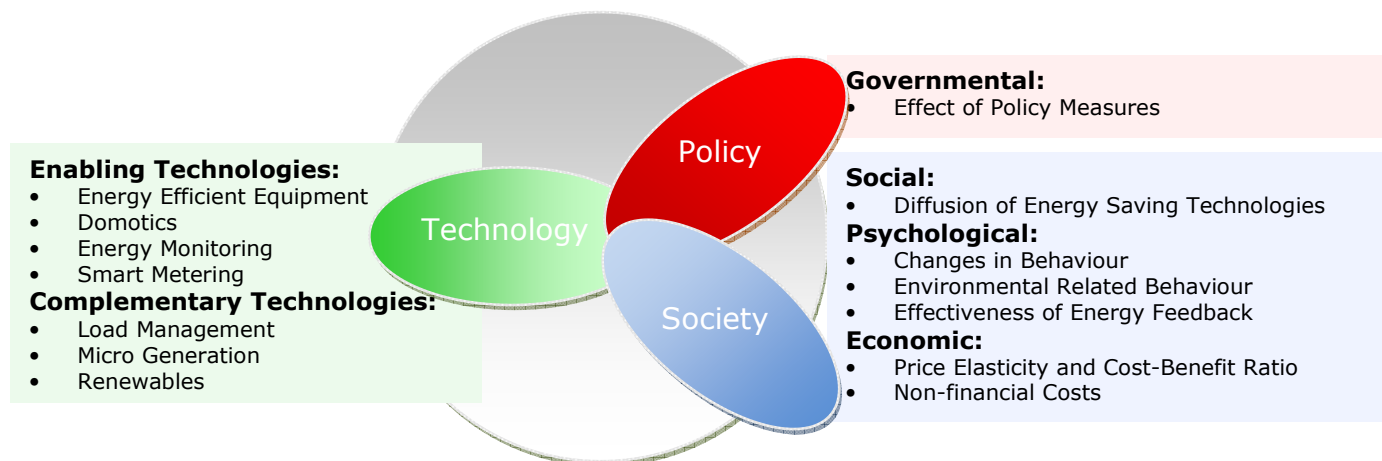 Enabling Technologies:
• Energy Efficient Equipment
• Domotics
• Energy Monitoring
• Smart Metering
Complementary Technologies:
• Load Management
• Micro Generation
• Renewables
Technology
Policy
Society
Governmental:
• Effect of Policy Measures
Social:
• Diffusion of Energy Saving Technologies
Psychological:
• Changes in Behaviour
• Environmental Related Behaviour
• Effectiveness of Energy Feedback
Economic:
• Price Elasticity and Cost-Benefit Ratio
• Non-financial Costs